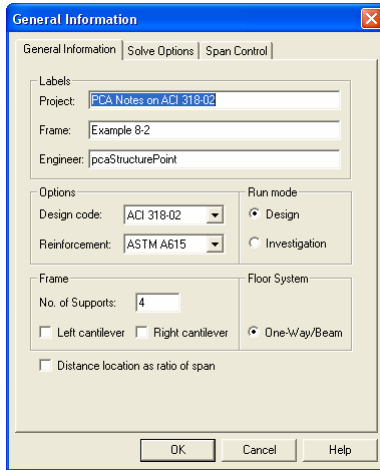 General Information
General Information Solve Options Span Control
Labels
Project: PCA Notes on ACI 318-02
Frame: Example 8-2
Engineer: pcaStructurePoint
Options Run mode
Design code: ACI 318-02 Design
Reinforcement: ASTM A615 Investigation
Frame Floor System
No. of Supports: 4
Left cantilever Right cantilever One-Way/Beam
Distance location as ratio of span
OK Cancel Help